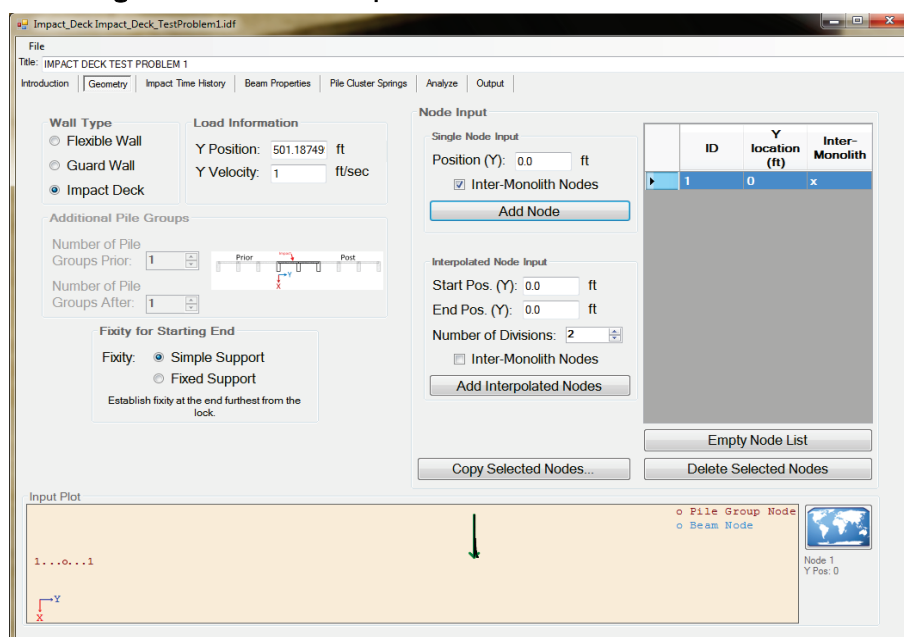 Impact_Deck Impact_Deck_TestProblem1.idf
File
Title: IMPACT DECK TEST PROBLEM 1
Introduction Geometry Impact Time History Beam Properties Pile Cluster Springs Analyze Output
Wall Type
Flexible Wall
Guard Wall
Impact Deck
Load Information
Y Position: 501.18749 ft
Y Velocity: 1 ft/sec
Additional Pile Groups
Number of Pile
Groups Prior: 1
Number of Pile
Groups After: 1
Prior Post
Y
X
Fixity for Starting End
Fixity: Simple Support
Fixed Support
Establish fixity at the end furthest from the
lock.
Node Input
Single Node Input
Position (Y): 0.0 ft
Inter-Monolith Nodes
Add Node
Interpolated Node Input
Start Pos. (Y): 0.0 ft
End Pos. (Y): 0.0 ft
Number of Divisions: 2
Inter-Monolith Nodes
Add Interpolated Nodes
Copy Selected Nodes...
ID Y location (ft) Inter-Monolith
1 0 x
Empty Node List
Delete Selected Nodes
Input Plot
1...o...1
Y
X
o Pile Group Node
o Beam Node
Node 1
Y Pos: 0